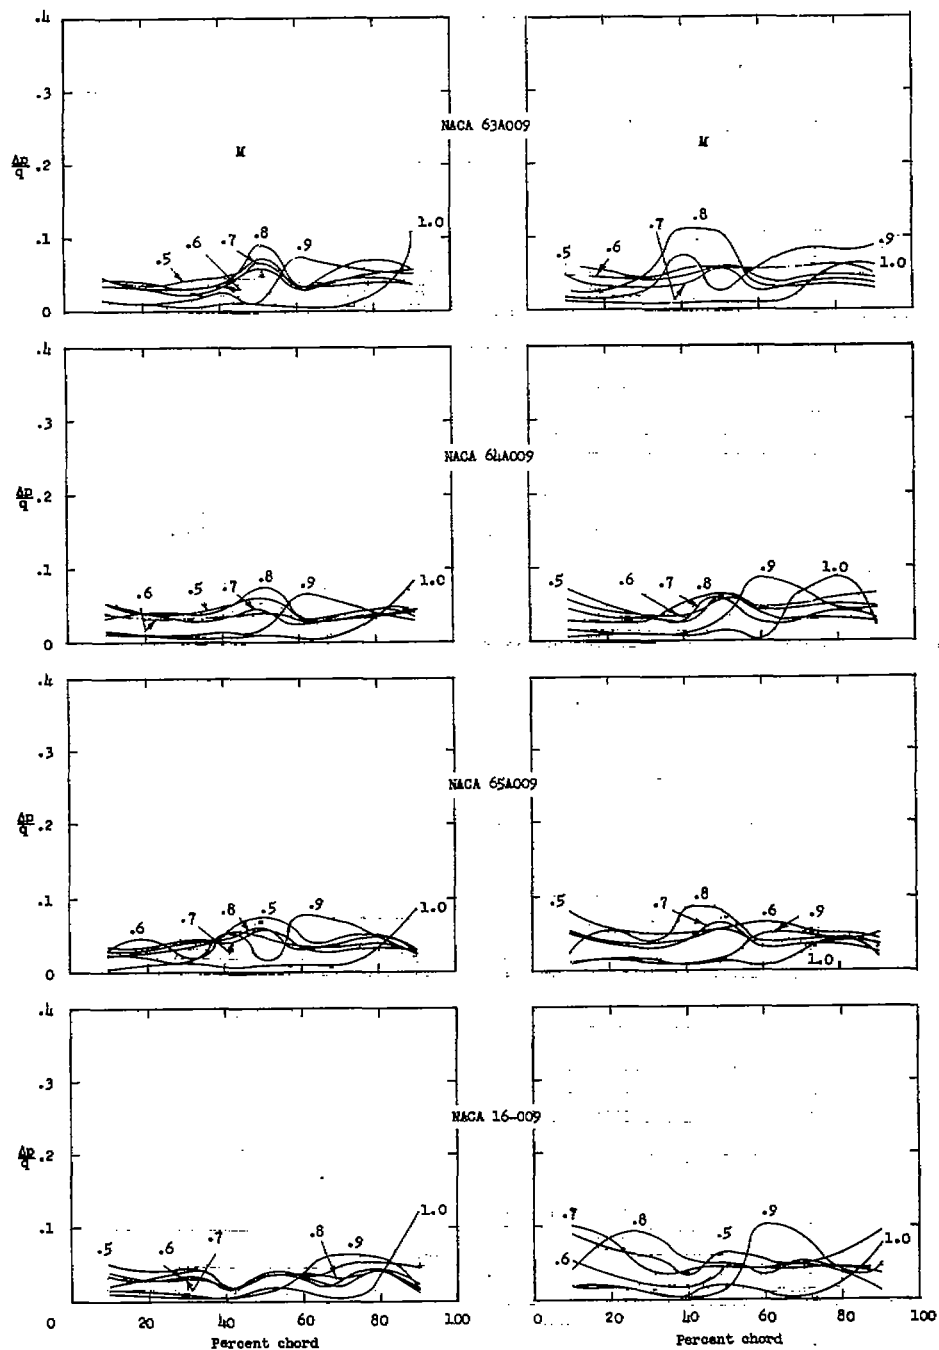 .4
.3
NACA 63A009
M
M
Δp/q .2
.1
.5 .6 .7 .8 .9 1.0
.5 .6 .7 .8 .9 1.0
0
.4
.3
NACA 64A009
Δp/q .2
.1
.6 .5 .7 .8 .9 1.0
.5 .6 .7 .8 .9 1.0
0
.4
.3
NACA 65A009
Δp/q .2
.1
.6 .7 .8 .5 .9 1.0
.5 .7 .8 .6 .9 1.0
0
.4
.3
NACA 16-009
Δp/q .2
.1
.5 .6 .7 .8 .9 1.0
.7 .8 .6 .5 .9 1.0
0 20 40 60 80 100
0 20 40 60 80 100
Percent chord
Percent chord